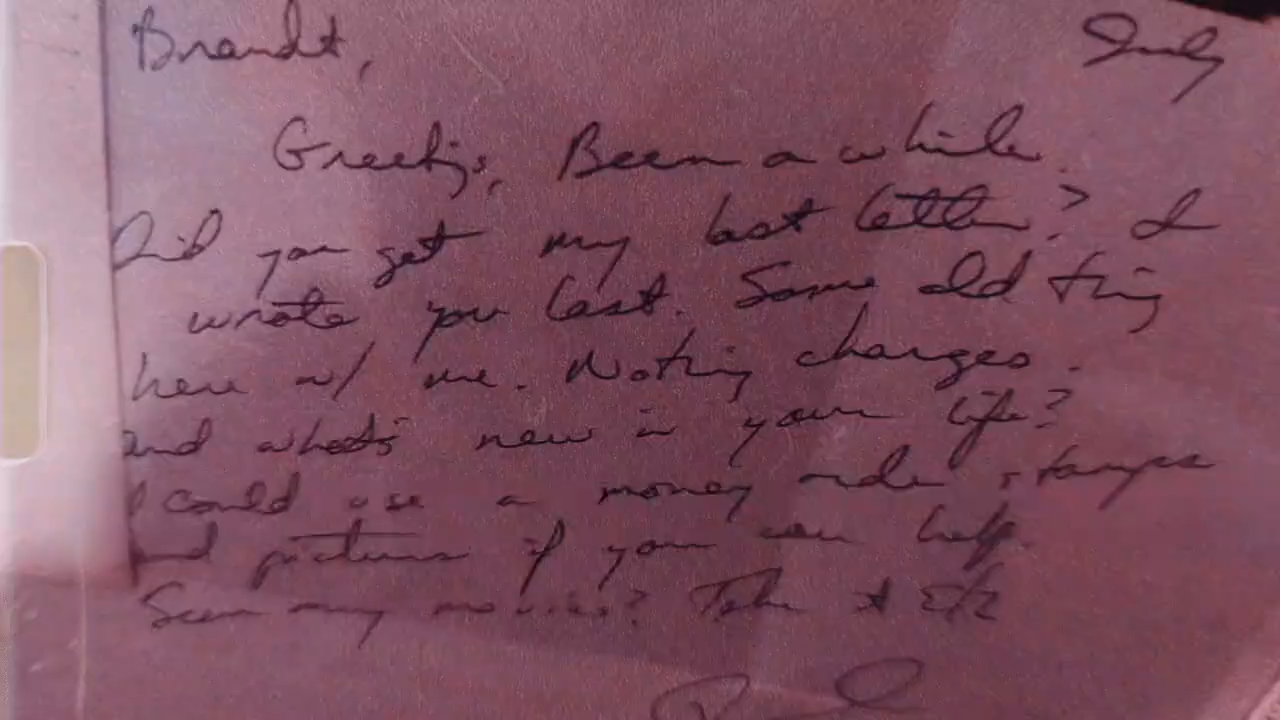 Brandt,
July
Greetings, Been a while.
Did you get my last letter? I
wrote you last. Same old thing
here w/ me. Nothing changes.
and what's new in your life?
I could use a money order, stamps
and pictures if you can help.
Seen any movies? Take it EZ